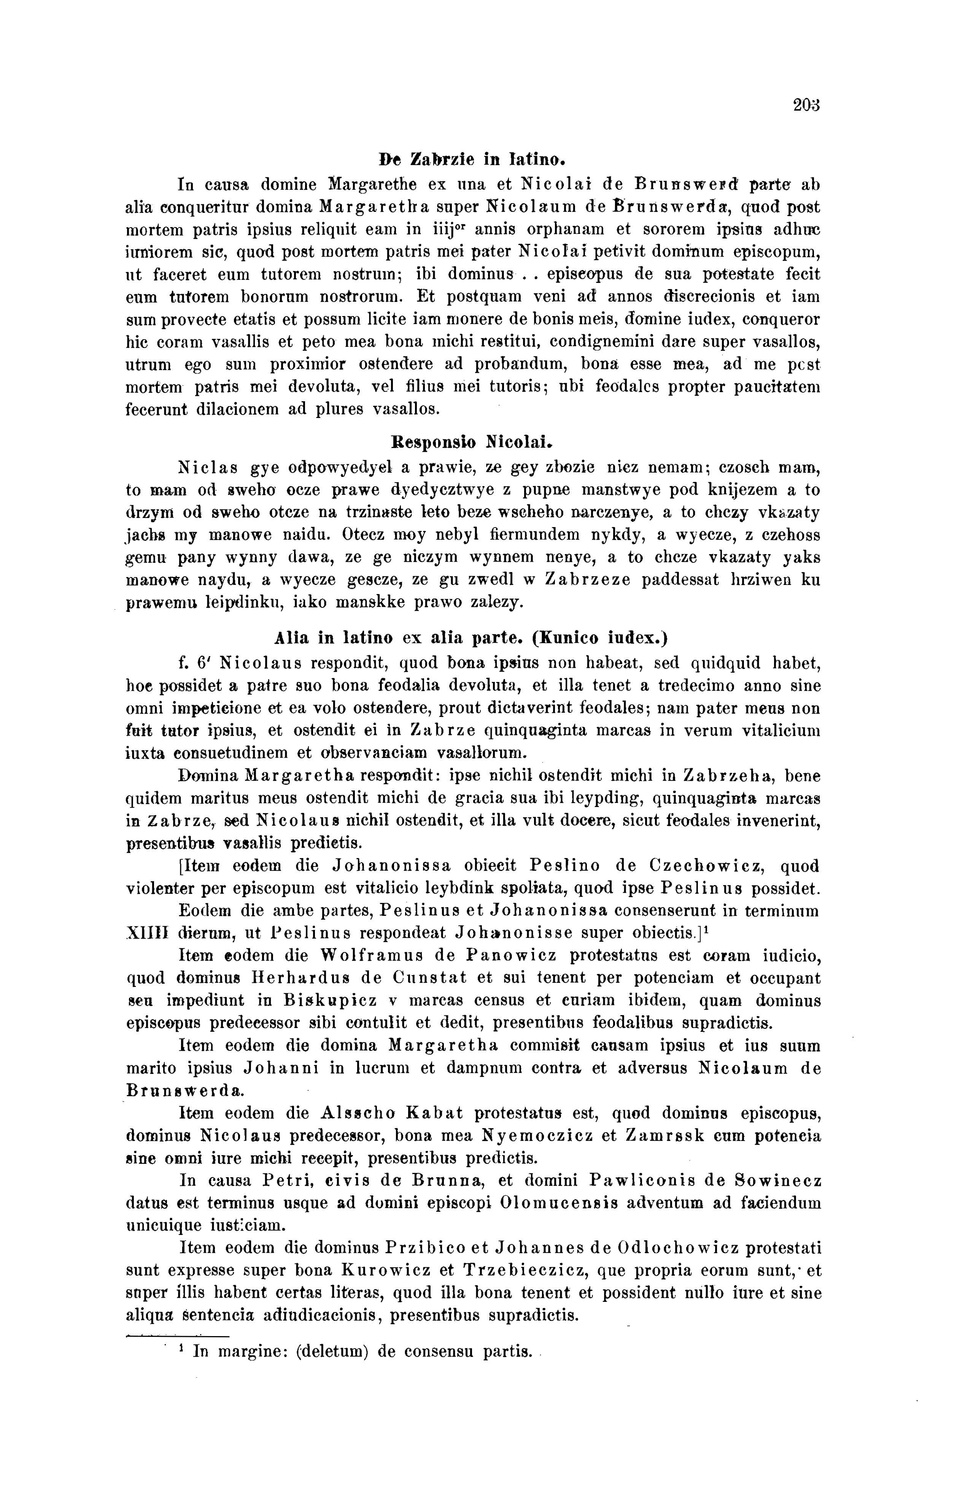 203
De Zabrzie in latino.
In causa domine Margarethe ex una et Nicolai de Brunswerd parte ab
alia conqueritur domina Margaretha super Nicolaum de Brunswerda, quod post
mortem patris ipsius reliquit eam in iiijor annis orphanam et sororem ipsius adhuc
iuniorem sic, quod post mortem patris mei pater Nicolai petivit dominum episcopum,
ut faceret eum tutorem nostrum; ibi dominus . . episcopus de sua potestate fecit
eum tutorem bonorum nostrorum. Et postquam veni ad annos discrecionis et iam
sum provecte etatis et possum licite iam monere de bonis meis, domine iudex, conqueror
hic coram vasallis et peto mea bona michi restitui, condignemini dare super vasallos,
utrum ego sum proximior ostendere ad probandum, bona esse mea, ad me post
mortem patris mei devoluta, vel filius mei tutoris; ubi feodales propter paucitatem
fecerunt dilacionem ad plures vasallos.
Responsio Nicolai.
Niclas gye odpowyedyel a prawie, ze gey zbozie nicz nemam; czosch mam,
to mam od sweho ocze prawe dyedycztwye z pupne manstwye pod knijezem a to
drzym od sweho otcze na trzinaste leto beze wscheho narczenye, a to chczy vkazaty
jachs my manowe naidu. Otecz moy nebyl fiermundem nykdy, a wyecze, z czehoss
gemu pany wynny dawa, ze ge niczym wynnem nenye, a to chcze vkazaty yaks
manowe naydu, a wyecze gescze, ze gu zwedl w Zabrzeze paddessat hrziwen ku
prawemu leipdinku, iako manskke prawo zalezy.
Alia in latino ex alia parte. (Kunico iudex.)
f. 6′ Nicolaus respondit, quod bona ipsius non habeat, sed quidquid habet,
hoc possidet a patre suo bona feodalia devoluta, et illa tenet a tredecimo anno sine
omni impeticione et ea volo ostendere, prout dictaverint feodales; nam pater meus non
fuit tutor ipsius, et ostendit ei in Zabrze quinquaginta marcas in verum vitalicium
iuxta consuetudinem et observanciam vasallorum.
Domina Margaretha respondit: ipse nichil ostendit michi in Zabrzeha, bene
quidem maritus meus ostendit michi de gracia sua ibi leypding, quinquaginta marcas
in Zabrze, sed Nicolaus nichil ostendit, et illa vult docere, sicut feodales invenerint,
presentibus vasallis predictis.
[Item eodem die Johanonissa obiecit Peslino de Czechowicz, quod
violenter per episcopum est vitalicio leybdink spoliata, quod ipse Peslinus possidet.
Eodem die ambe partes, Peslinus et Johanonissa consenserunt in terminum
XIIII dierum, ut Peslinus respondeat Johanonisse super obiectis.]¹
Item eodem die Wolframus de Panowicz protestatus est coram iudicio,
quod dominus Herhardus de Cunstat et sui tenent per potenciam et occupant
seu impediunt in Biskupicz v marcas census et curiam ibidem, quam dominus
episcopus predecessor sibi contulit et dedit, presentibus feodalibus supradictis.
Item eodem die domina Margaretha commisit causam ipsius et ius suum
marito ipsius Johanni in lucrum et dampnum contra et adversus Nicolaum de
Brunswerda.
Item eodem die Alsscho Kabat protestatus est, quod dominus episcopus,
dominus Nicolaus predecessor, bona mea Nyemoczicz et Zamrssk cum potencia
sine omni iure michi recepit, presentibus predictis.
In causa Petri, civis de Brunna, et domini Pawliconis de Sowinecz
datus est terminus usque ad domini episcopi Olomucensis adventum ad faciendum
unicuique iusticiam.
Item eodem die dominus Przibico et Johannes de Odlochowicz protestati
sunt expresse super bona Kurowicz et Trzebieczicz, que propria eorum sunt, et
super illis habent certas literas, quod illa bona tenent et possident nullo iure et sine
aliqua sentencia adiudicacionis, presentibus supradictis.
¹ In margine: (deletum) de consensu partis.